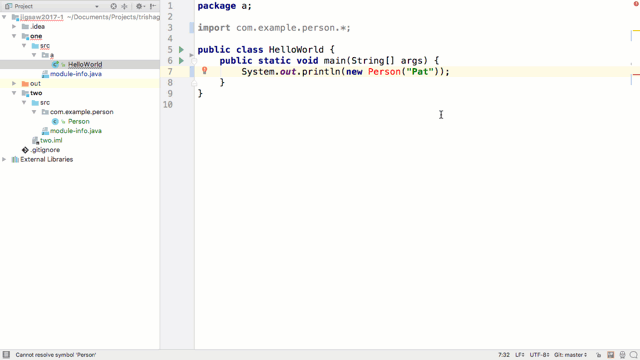 Project
jigsaw2017-1 ~/Documents/Projects/trishag
.idea
one
src
a
HelloWorld
module-info.java
out
two
src
com.example.person
Person
module-info.java
two.iml
.gitignore
External Libraries
1 package a;
2
3 import com.example.person.*;
4
5 public class HelloWorld {
6 public static void main(String[] args) {
7 System.out.println(new Person("Pat"));
8 }
9 }
10
Cannot resolve symbol 'Person'
7:32 LF÷ UTF-8÷ Git: master÷